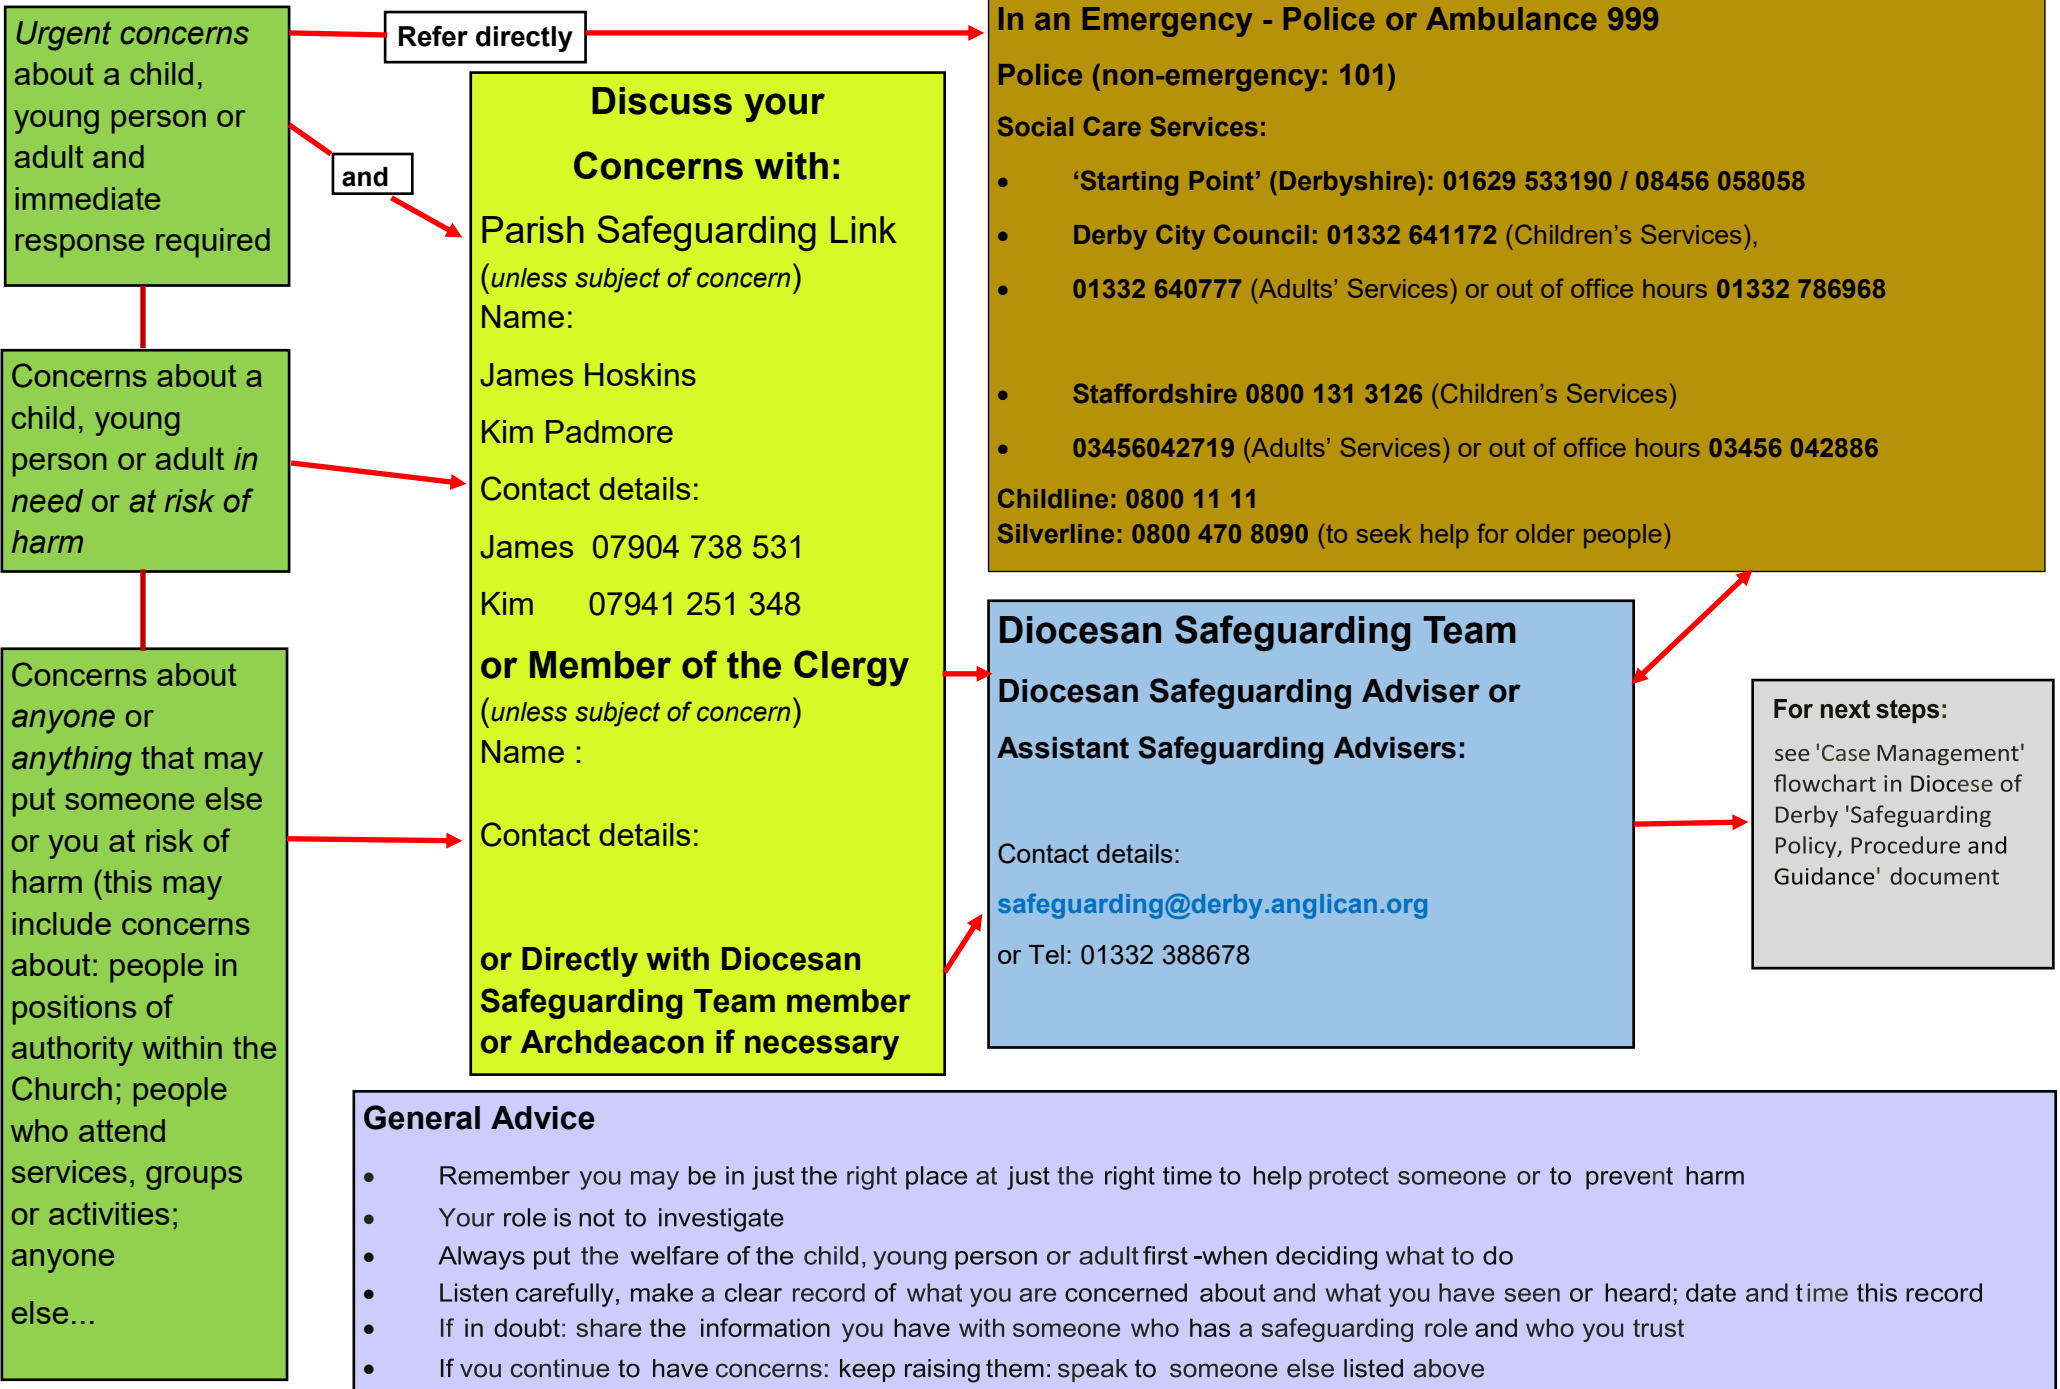 Urgent concerns
about a child,
young person or
adult and
immediate
response required
Refer directly
and
Concerns about a
child, young
person or adult in
need or at risk of
harm
Concerns about
anyone or
anything that may
put someone else
or you at risk of
harm (this may
include concerns
about: people in
positions of
authority within the
Church; people
who attend
services, groups
or activities;
anyone
else...
Discuss your
Concerns with:
Parish Safeguarding Link
(unless subject of concern)
Name:
James Hoskins
Kim Padmore
Contact details:
James 07904 738 531
Kim 07941 251 348
or Member of the Clergy
(unless subject of concern)
Name :
Contact details:
or Directly with Diocesan
Safeguarding Team member
or Archdeacon if necessary
In an Emergency - Police or Ambulance 999
Police (non-emergency: 101)
Social Care Services:
• ‘Starting Point’ (Derbyshire): 01629 533190 / 08456 058058
• Derby City Council: 01332 641172 (Children’s Services),
• 01332 640777 (Adults’ Services) or out of office hours 01332 786968
• Staffordshire 0800 131 3126 (Children’s Services)
• 03456042719 (Adults’ Services) or out of office hours 03456 042886
Childline: 0800 11 11
Silverline: 0800 470 8090 (to seek help for older people)
Diocesan Safeguarding Team
Diocesan Safeguarding Adviser or
Assistant Safeguarding Advisers:
Contact details:
safeguarding@derby.anglican.org
or Tel: 01332 388678
For next steps:
see 'Case Management'
flowchart in Diocese of
Derby 'Safeguarding
Policy, Procedure and
Guidance' document
General Advice
• Remember you may be in just the right place at just the right time to help protect someone or to prevent harm
• Your role is not to investigate
• Always put the welfare of the child, young person or adult first -when deciding what to do
• Listen carefully, make a clear record of what you are concerned about and what you have seen or heard; date and time this record
• If in doubt: share the information you have with someone who has a safeguarding role and who you trust
• If you continue to have concerns: keep raising them: speak to someone else listed above